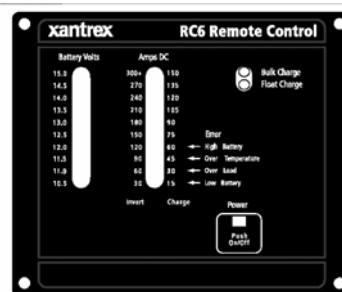 xantrex RC6 Remote Control
Battery Volts Amps DC
15.0 300+ 150
14.5 270 135
14.0 240 120
13.5 210 105
13.0 180 90
12.5 150 75
12.0 120 60
11.5 90 45
11.0 60 30
10.5 30 15
Invert Charge
Bulk Charge
Float Charge
Error
High Battery
Over Temperature
Over Load
Low Battery
Power
Push
On/Off